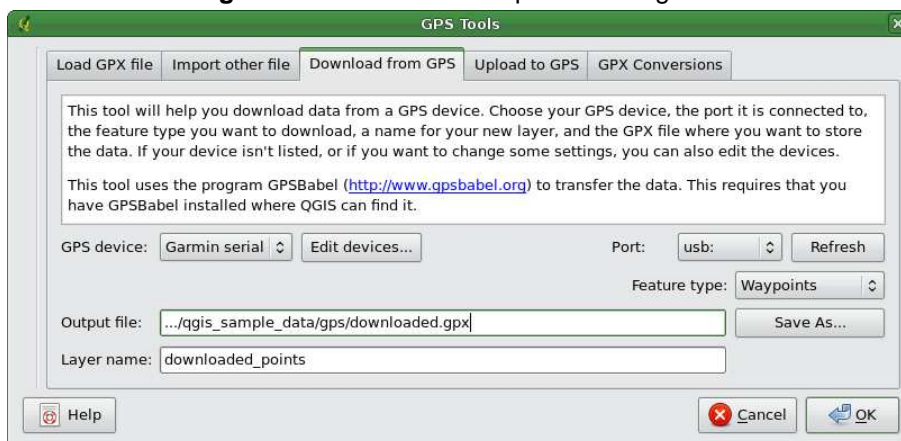 GPS Tools
Load GPX file Import other file Download from GPS Upload to GPS GPX Conversions
This tool will help you download data from a GPS device. Choose your GPS device, the port it is connected to,
the feature type you want to download, a name for your new layer, and the GPX file where you want to store
the data. If your device isn't listed, or if you want to change some settings, you can also edit the devices.
This tool uses the program GPSBabel (http://www.gpsbabel.org) to transfer the data. This requires that you
have GPSBabel installed where QGIS can find it.
GPS device: Garmin serial Edit devices... Port: usb: Refresh
Feature type: Waypoints
Output file: .../qgis_sample_data/gps/downloaded.gpx Save As...
Layer name: downloaded_points
Help Cancel OK